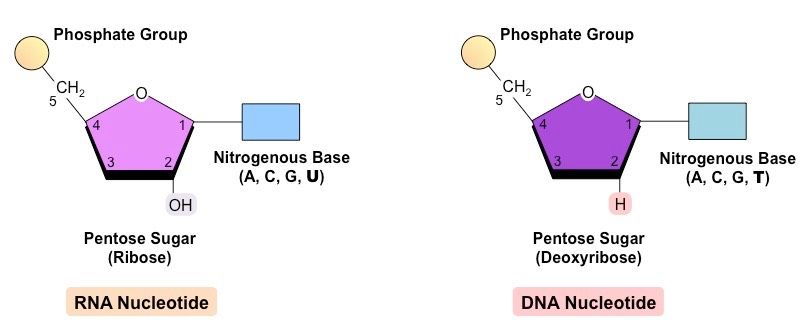 Phosphate Group
CH2
5
O
4
1
3
2
OH
Nitrogenous Base
(A, C, G, U)
Pentose Sugar
(Ribose)
RNA Nucleotide
Phosphate Group
CH2
5
O
4
1
3
2
H
Nitrogenous Base
(A, C, G, T)
Pentose Sugar
(Deoxyribose)
DNA Nucleotide